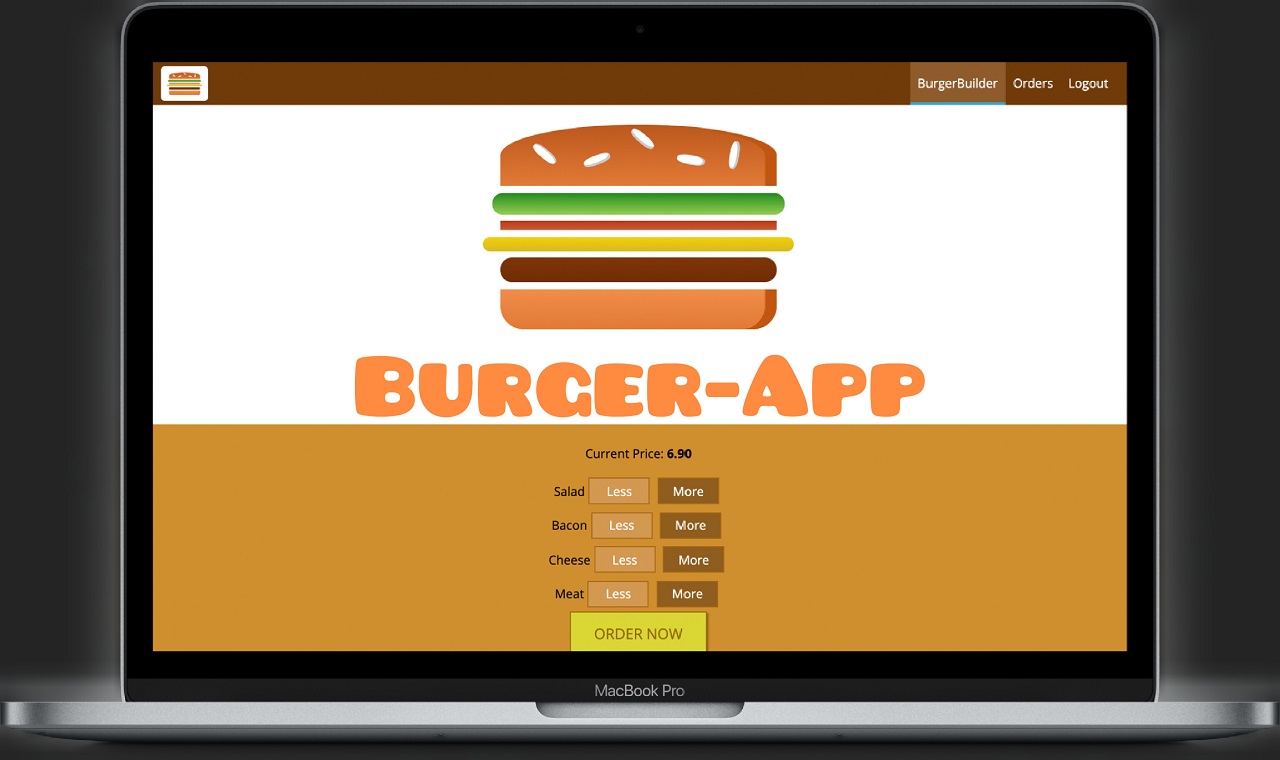 BurgerBuilder Orders Logout
Burger-App
Current Price: 6.90
Salad Less More
Bacon Less More
Cheese Less More
Meat Less More
ORDER NOW
MacBook Pro